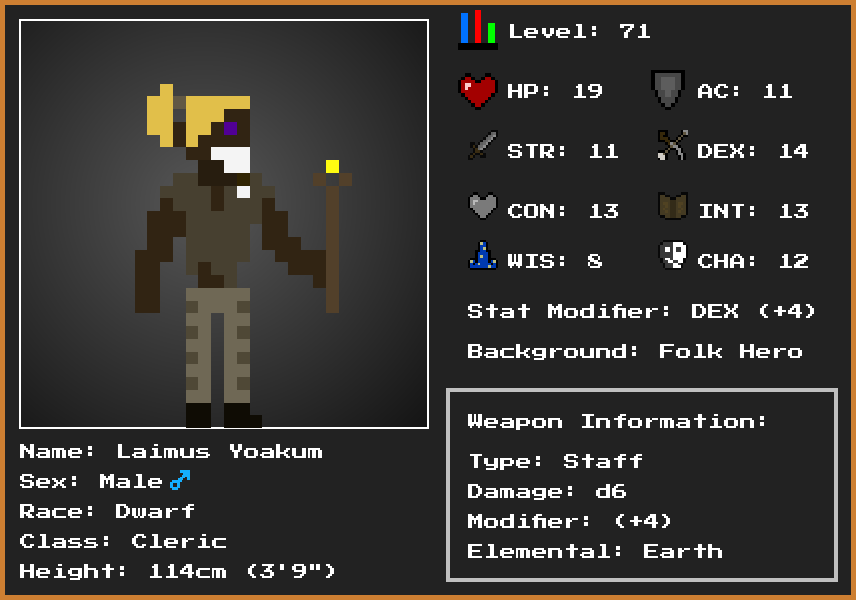 Level: 71
HP: 19
AC: 11
STR: 11
DEX: 14
CON: 13
INT: 13
WIS: 8
CHA: 12
Stat Modifier: DEX (+4)
Background: Folk Hero
Weapon Information:
Type: Staff
Damage: d6
Modifier: (+4)
Elemental: Earth
Name: Laimus Yoakum
Sex: Male♂
Race: Dwarf
Class: Cleric
Height: 114cm (3'9")